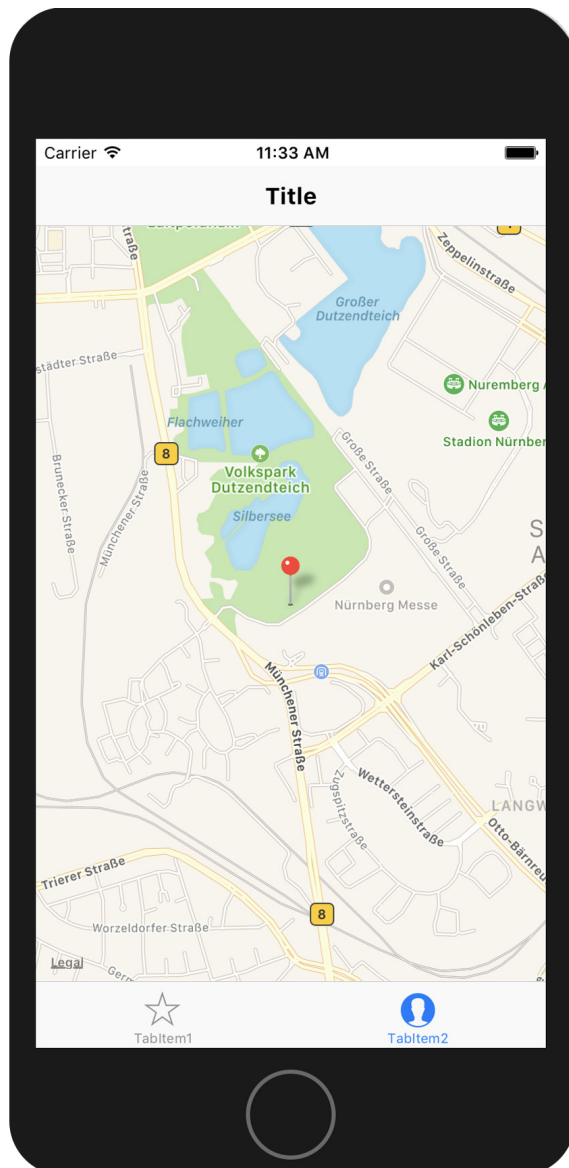 Carrier
11:33 AM
Title
Zeppelinstraße
Großer
Dutzendteich
städter Straße
Nuremberg
Flachweiher
Stadion
8
Große Straße
Volkspark
Dutzendteich
Brunecker Straße
Münchener Straße
Silbersee
Große Straße
S
A
Nürnberg Messe
Karl-Schönleben-Straß
Münchener Straße
Zugspitzstraße
Wettersteinstraße
LANGW
Otto-Bärnreu
Trierer Straße
8
Worzeldorfer Straße
Legal
TabItem1
TabItem2